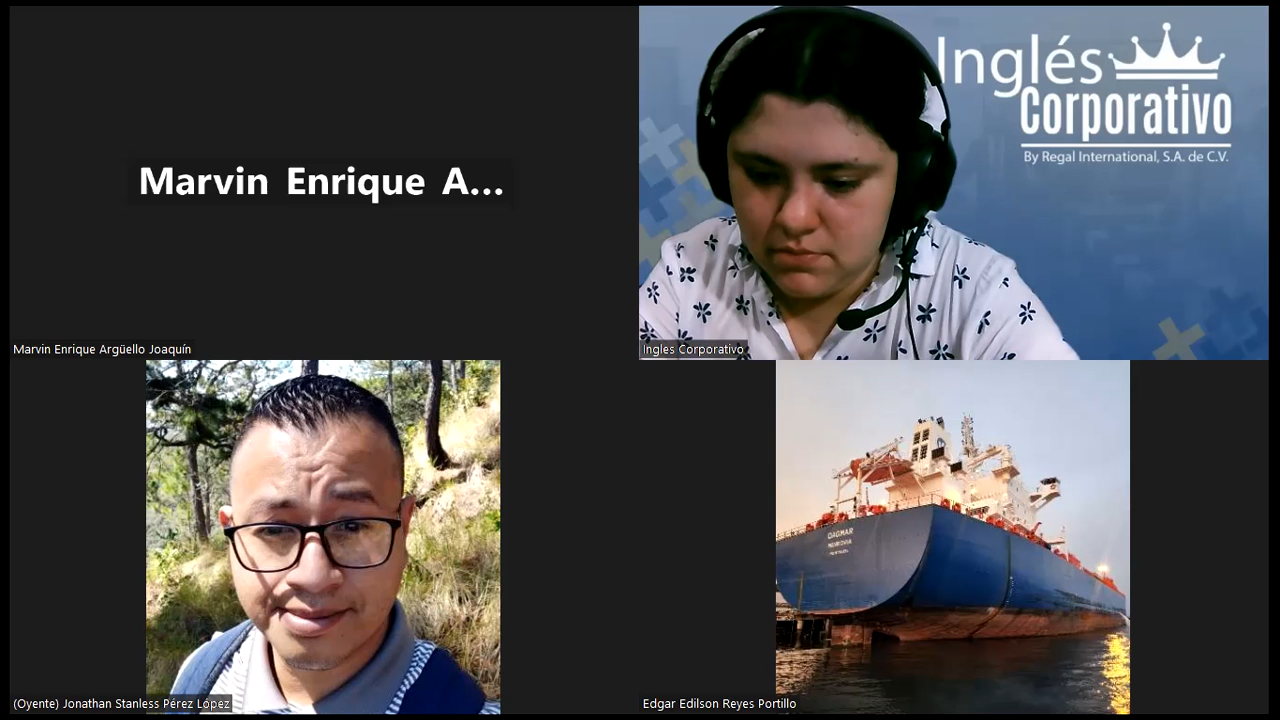 Marvin Enrique A...
Marvin Enrique Argüello Joaquín
Inglés
Corporativo
By Regal International, S.A. de C.V.
Ingles Corporativo
(Oyente) Jonathan Stanless Pérez López
DAGMAR
Edgar Edilson Reyes Portillo